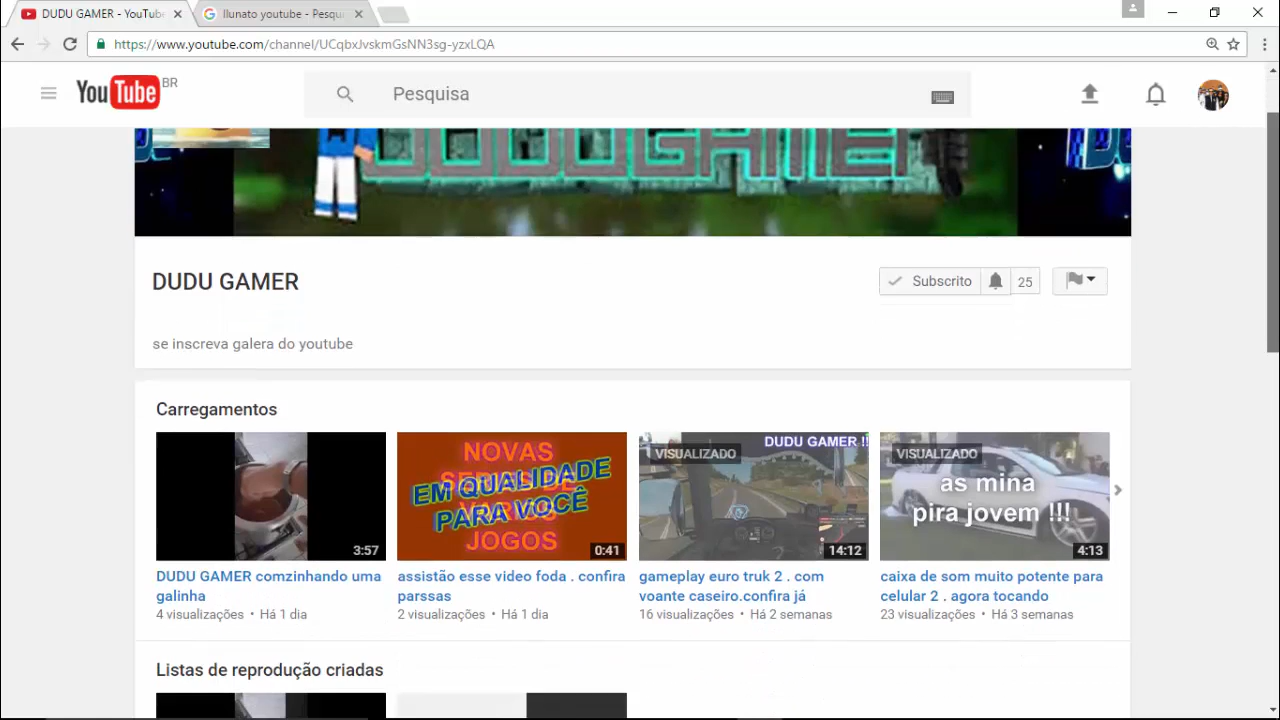 DUDU GAMER - YouTube
llunato youtube - Pesqu
https://www.youtube.com/channel/UCqbxJvskmGsNN3sg-yzxLQA
YouTube BR
Pesquisa
DUDUGAMER
DUDU GAMER
Subscrito 25
se inscreva galera do youtube
Carregamentos
3:57
NOVAS
SERIES DE
EM QUALIDADE
PARA VOCÊ
JOGOS
0:41
VISUALIZADO
DUDU GAMER !!
14:12
VISUALIZADO
as mina
pira jovem !!!
4:13
DUDU GAMER comzinhando uma
galinha
4 visualizações • Há 1 dia
assistão esse video foda . confira
parssas
2 visualizações • Há 1 dia
gameplay euro truk 2 . com
voante caseiro.confira já
16 visualizações • Há 2 semanas
caixa de som muito potente para
celular 2 . agora tocando
23 visualizações • Há 3 semanas
Listas de reprodução criadas